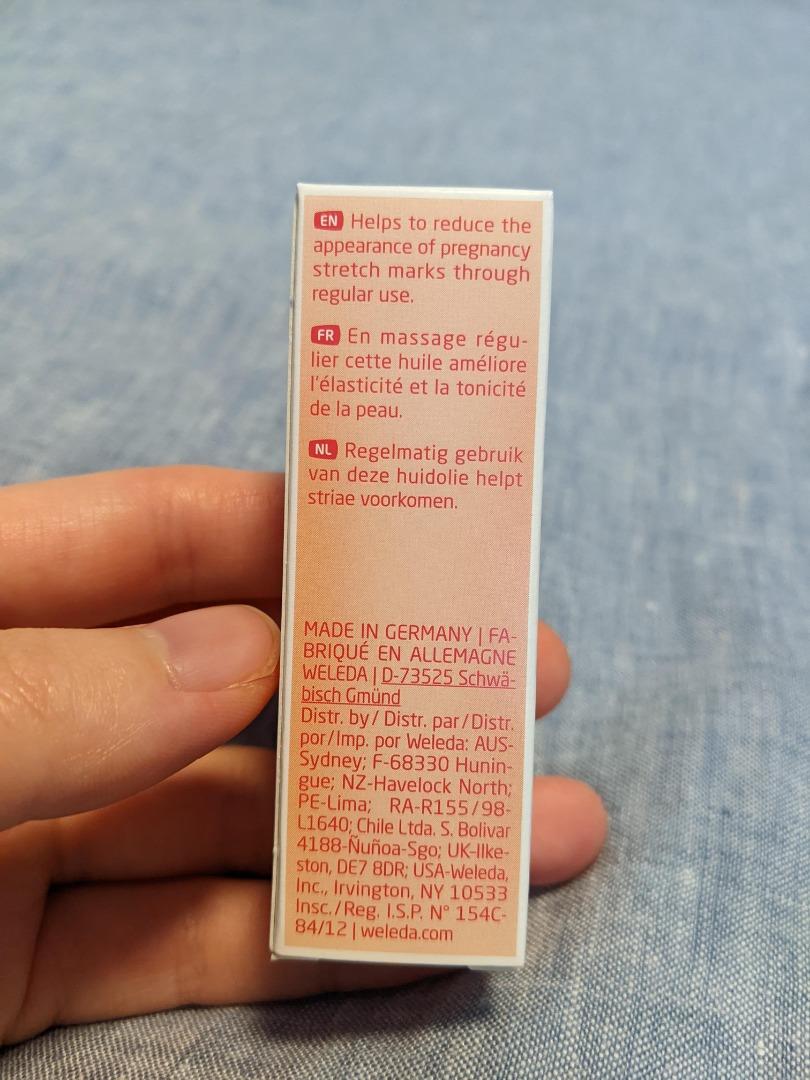 EN Helps to reduce the
appearance of pregnancy
stretch marks through
regular use.
FR En massage régu-
lier cette huile améliore
l'élasticité et la tonicité
de la peau.
NL Regelmatig gebruik
van deze huidolie helpt
striae voorkomen.
MADE IN GERMANY | FA-
BRIQUÉ EN ALLEMAGNE
WELEDA | D-73525 Schwä-
bisch Gmünd
Distr. by/ Distr. par/Distr.
por/Imp. por Weleda: AUS-
Sydney; F-68330 Hunin-
gue; NZ-Havelock North;
PE-Lima; RA-R155/98-
L1640; Chile Ltda. S. Bolivar
4188-Ñuñoa-Sgo; UK-Ilke-
ston, DE7 8DR; USA-Weleda,
Inc., Irvington, NY 10533
Insc./Reg. I.S.P. N° 154C-
84/12 | weleda.com